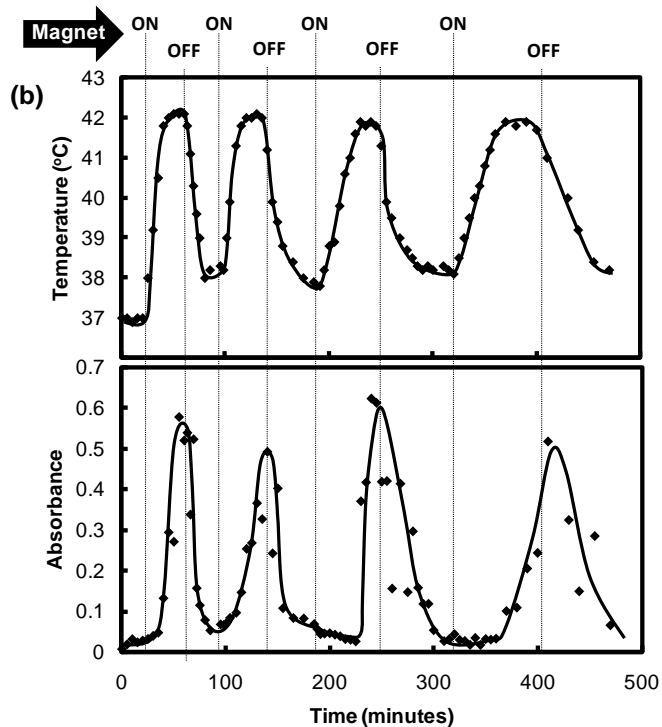 Magnet ON ON ON ON
OFF OFF OFF OFF
(b)
43
42
41
40
39
38
37
36
Temperature (°C)
0.7
0.6
0.5
0.4
0.3
0.2
0.1
0
Absorbance
0 100 200 300 400 500
Time (minutes)